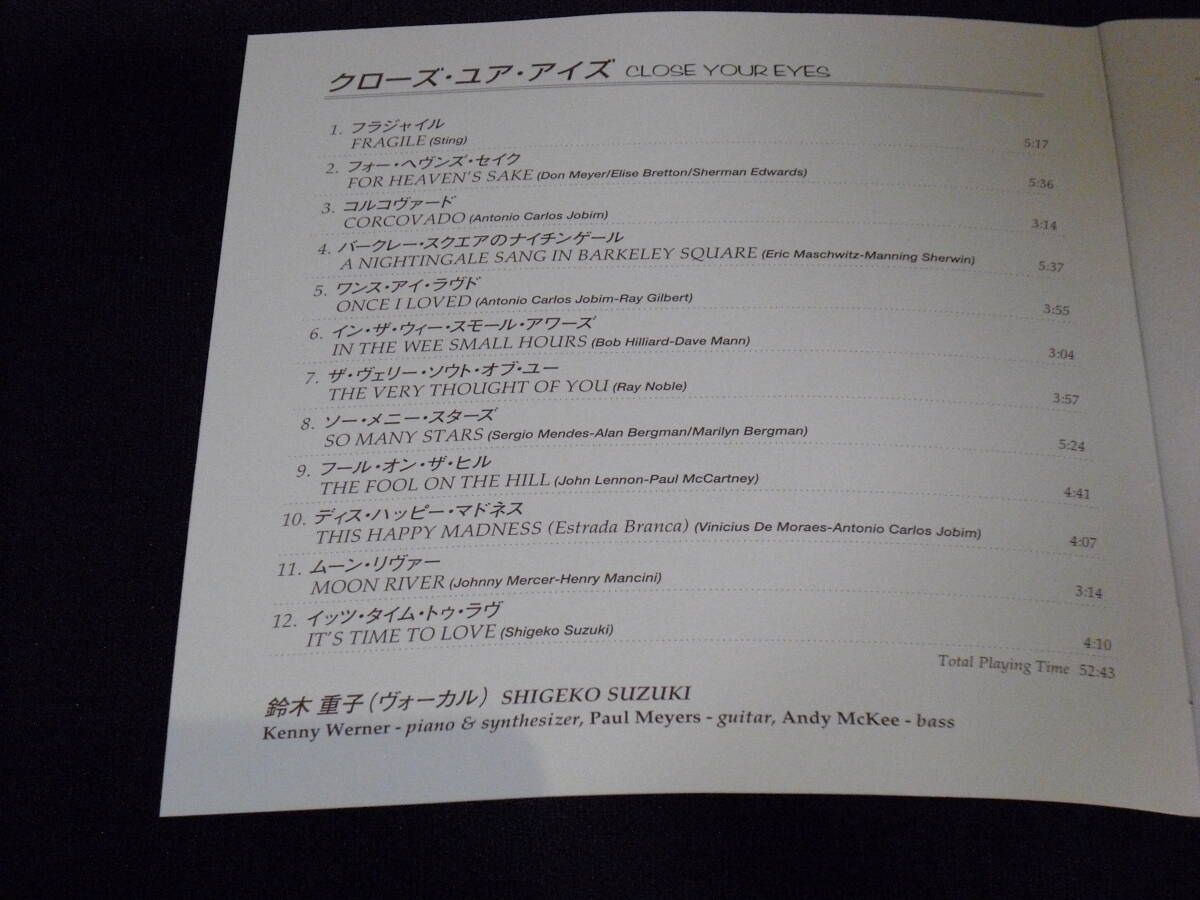 クローズ・ユア・アイズ CLOSE YOUR EYES
1. フラジャイル
FRAGILE (Sting) 5:17
2. フォー・ヘヴンズ・セイク
FOR HEAVEN'S SAKE (Don Meyer/Elise Bretton/Sherman Edwards) 5:36
3. コルコヴァード
CORCOVADO (Antonio Carlos Jobim) 3:14
4. バークレー・スクエアのナイチンゲール
A NIGHTINGALE SANG IN BARKELEY SQUARE (Eric Maschwitz-Manning Sherwin) 5:37
5. ワンス・アイ・ラヴド
ONCE I LOVED (Antonio Carlos Jobim-Ray Gilbert) 3:55
6. イン・ザ・ウィー・スモール・アワーズ
IN THE WEE SMALL HOURS (Bob Hilliard-Dave Mann) 3:04
7. ザ・ヴェリー・ソウト・オブ・ユー
THE VERY THOUGHT OF YOU (Ray Noble) 3:57
8. ソー・メニー・スターズ
SO MANY STARS (Sergio Mendes-Alan Bergman/Marilyn Bergman) 5:24
9. フール・オン・ザ・ヒル
THE FOOL ON THE HILL (John Lennon-Paul McCartney) 4:41
10. ディス・ハッピー・マドネス
THIS HAPPY MADNESS (Estrada Branca) (Vinicius De Moraes-Antonio Carlos Jobim) 4:07
11. ムーン・リヴァー
MOON RIVER (Johnny Mercer-Henry Mancini) 3:14
12. イッツ・タイム・トゥ・ラヴ
IT'S TIME TO LOVE (Shigeko Suzuki) 4:10
Total Playing Time 52:43
鈴木 重子(ヴォーカル) SHIGEKO SUZUKI
Kenny Werner - piano & synthesizer, Paul Meyers - guitar, Andy McKee - bass